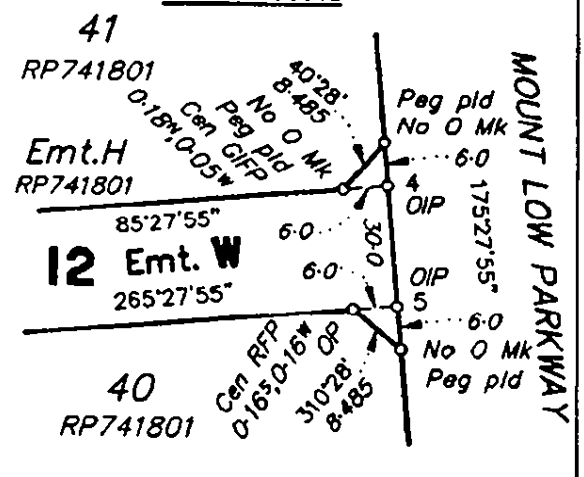 41
RP741801
40°28'
8·485
Peg pld
No O Mk
No O Mk
Peg pld
Cen GIFP
0·18N,0·05W
Emt.H
RP741801
6·0
4
OIP
85°27'55"
6·0
30·0
175°27'55"
MOUNT LOW PARKWAY
12 Emt. W
6·0
OIP
5
265°27'55"
6·0
No O Mk
Peg pld
Cen RFP
0·16S,0·16W
OP
310°28'
8·485
40
RP741801